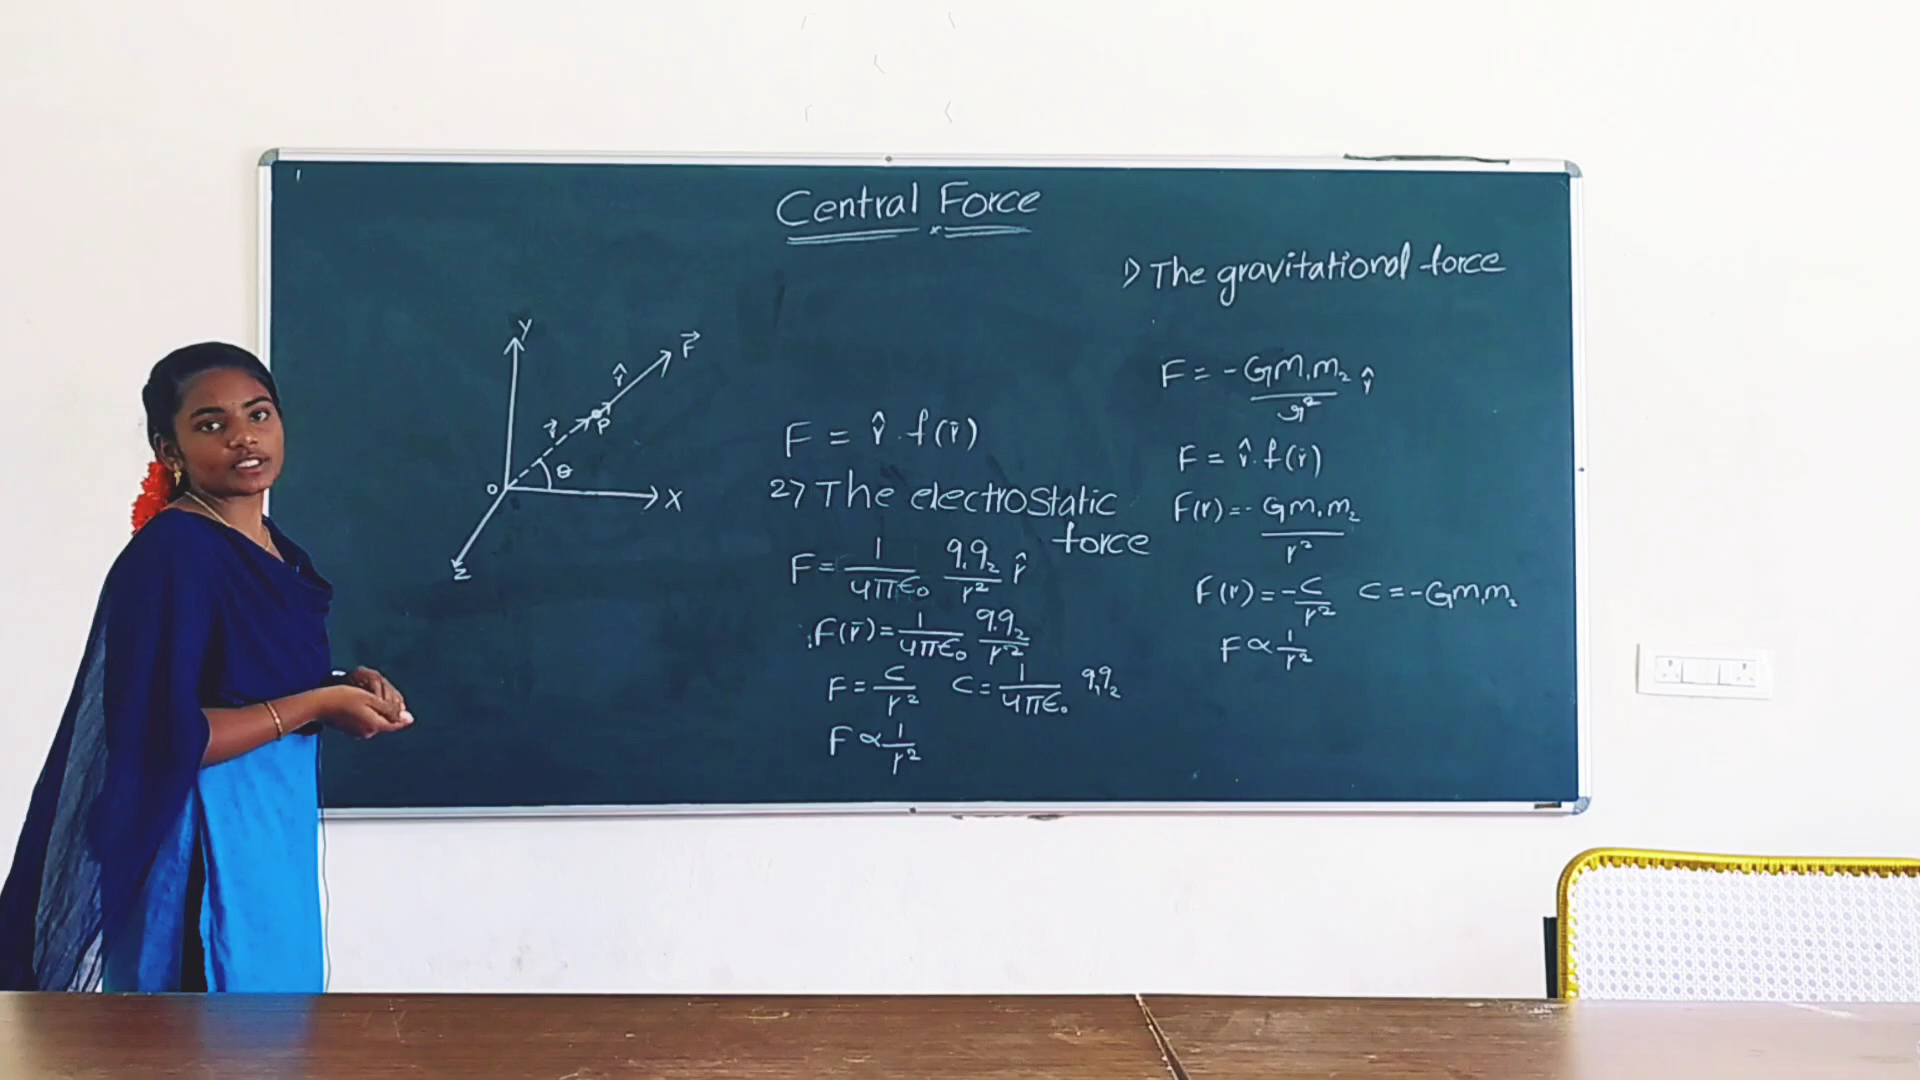 Central Force
Y
F⃗
r̂
P
r⃗
θ
O
X
Z
F = r̂ . f(r̄)
2) The electrostatic
force
F = 1/4πϵ₀ q₁q₂/r² r̂
F(r̄) = 1/4πϵ₀ q₁q₂/r²
F = C/r² C = 1/4πϵ₀ q₁q₂
F ∝ 1/r²
1) The gravitational force
F = - Gm₁m₂/r² r̂
F = r̂ . f(r)
F(r) = - Gm₁m₂/r²
F(r) = - C/r² C = - Gm₁m₂
F ∝ 1/r²